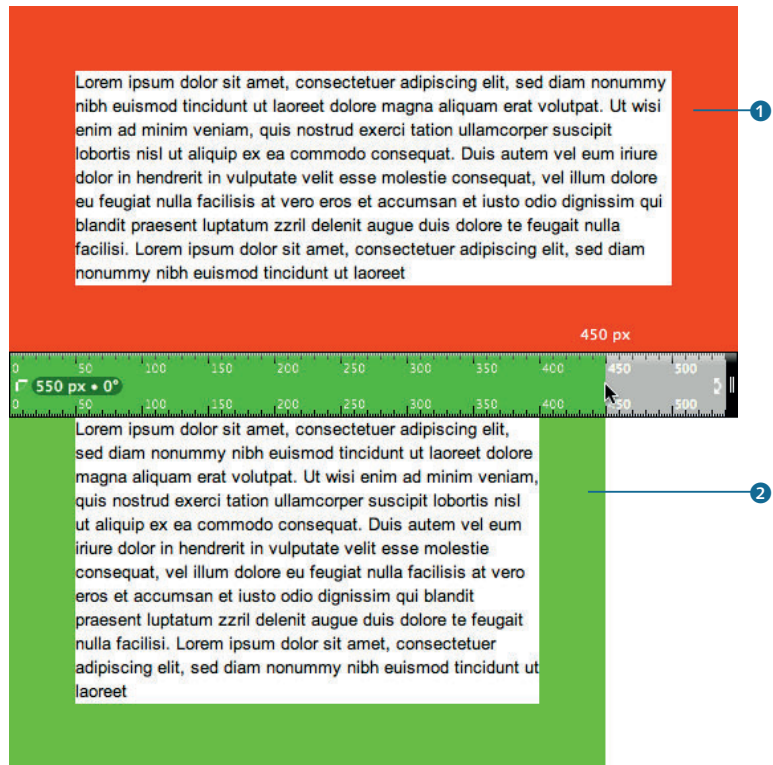 Lorem ipsum dolor sit amet, consectetuer adipiscing elit, sed diam nonummy
nibh euismod tincidunt ut laoreet dolore magna aliquam erat volutpat. Ut wisi
enim ad minim veniam, quis nostrud exerci tation ullamcorper suscipit
lobortis nisl ut aliquip ex ea commodo consequat. Duis autem vel eum iriure
dolor in hendrerit in vulputate velit esse molestie consequat, vel illum dolore
eu feugiat nulla facilisis at vero eros et accumsan et iusto odio dignissim qui
blandit praesent luptatum zzril delenit augue duis dolore te feugait nulla
facilisi. Lorem ipsum dolor sit amet, consectetuer adipiscing elit, sed diam
nonummy nibh euismod tincidunt ut laoreet
1
450 px
0 50 100 150 200 250 300 350 400 450 500
550 px • 0°
0 50 100 150 200 250 300 350 400 450 500
Lorem ipsum dolor sit amet, consectetuer adipiscing elit,
sed diam nonummy nibh euismod tincidunt ut laoreet dolore
magna aliquam erat volutpat. Ut wisi enim ad minim veniam,
quis nostrud exerci tation ullamcorper suscipit lobortis nisl
ut aliquip ex ea commodo consequat. Duis autem vel eum
iriure dolor in hendrerit in vulputate velit esse molestie
consequat, vel illum dolore eu feugiat nulla facilisis at vero
eros et accumsan et iusto odio dignissim qui blandit
praesent luptatum zzril delenit augue duis dolore te feugait
nulla facilisi. Lorem ipsum dolor sit amet, consectetuer
adipiscing elit, sed diam nonummy nibh euismod tincidunt ut
laoreet
2